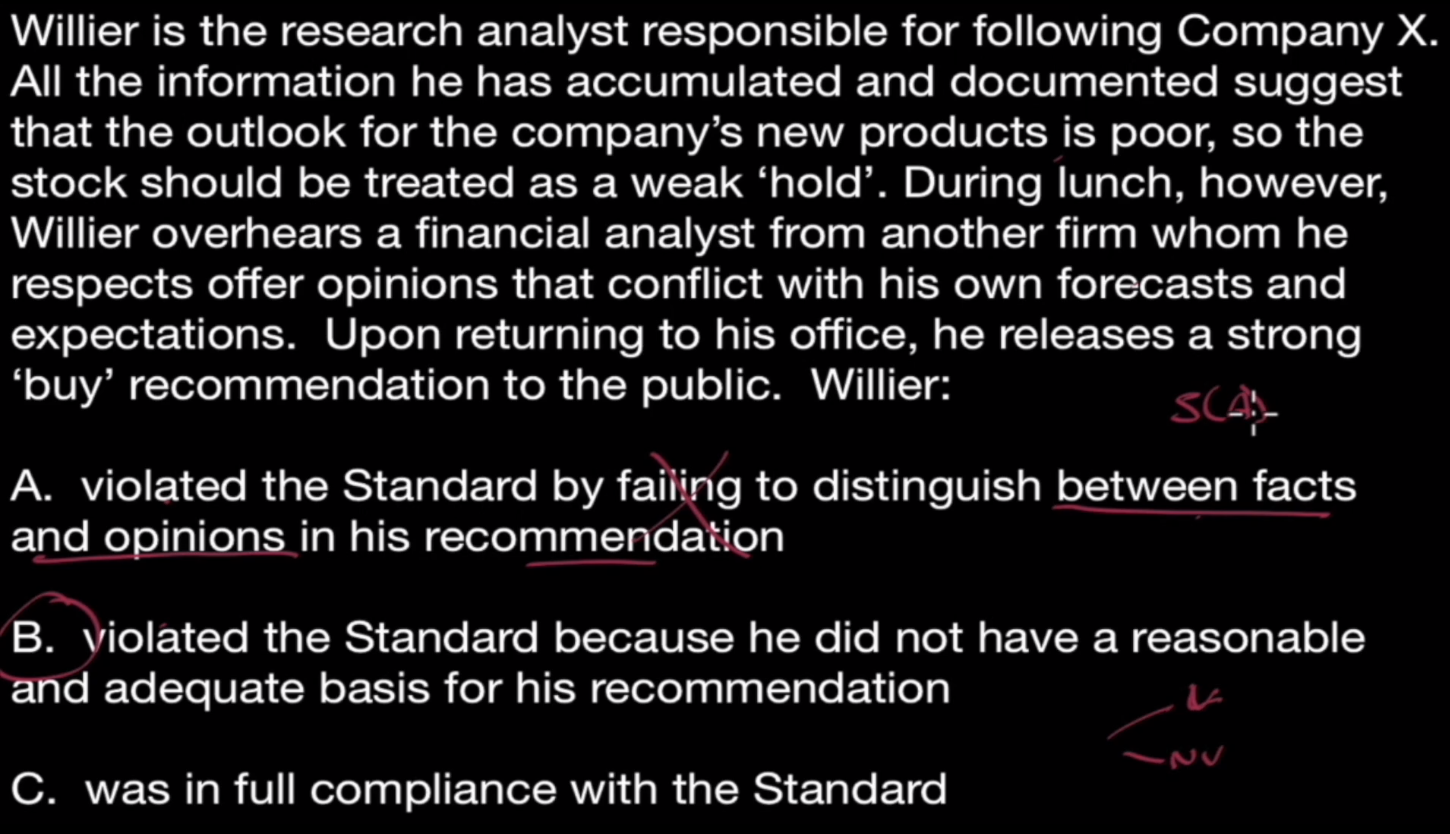 Willier is the research analyst responsible for following Company X.
All the information he has accumulated and documented suggest
that the outlook for the company’s new products is poor, so the
stock should be treated as a weak ‘hold’. During lunch, however,
Willier overhears a financial analyst from another firm whom he
respects offer opinions that conflict with his own forecasts and
expectations.  Upon returning to his office, he releases a strong
‘buy’ recommendation to the public.  Willier:
5(A)
A.  violated the Standard by failing to distinguish between facts
and opinions in his recommendation
B.  violated the Standard because he did not have a reasonable
and adequate basis for his recommendation
NV
C.  was in full compliance with the Standard